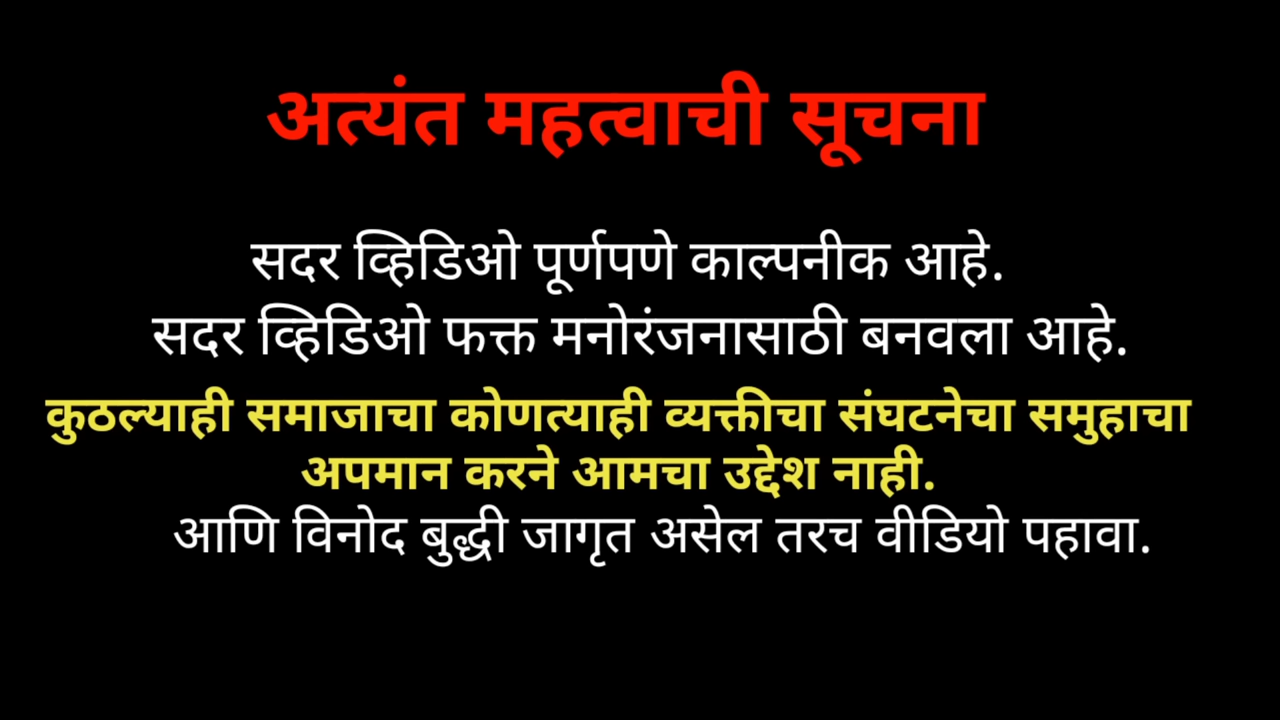 अत्यंत महत्वाची सूचना
सदर व्हिडिओ पूर्णपणे काल्पनीक आहे.
सदर व्हिडिओ फक्त मनोरंजनासाठी बनवला आहे.
कुठल्याही समाजाचा कोणत्याही व्यक्तीचा संघटनेचा समुहाचा
अपमान करने आमचा उद्देश नाही.
आणि विनोद बुद्धी जागृत असेल तरच वीडियो पहावा.